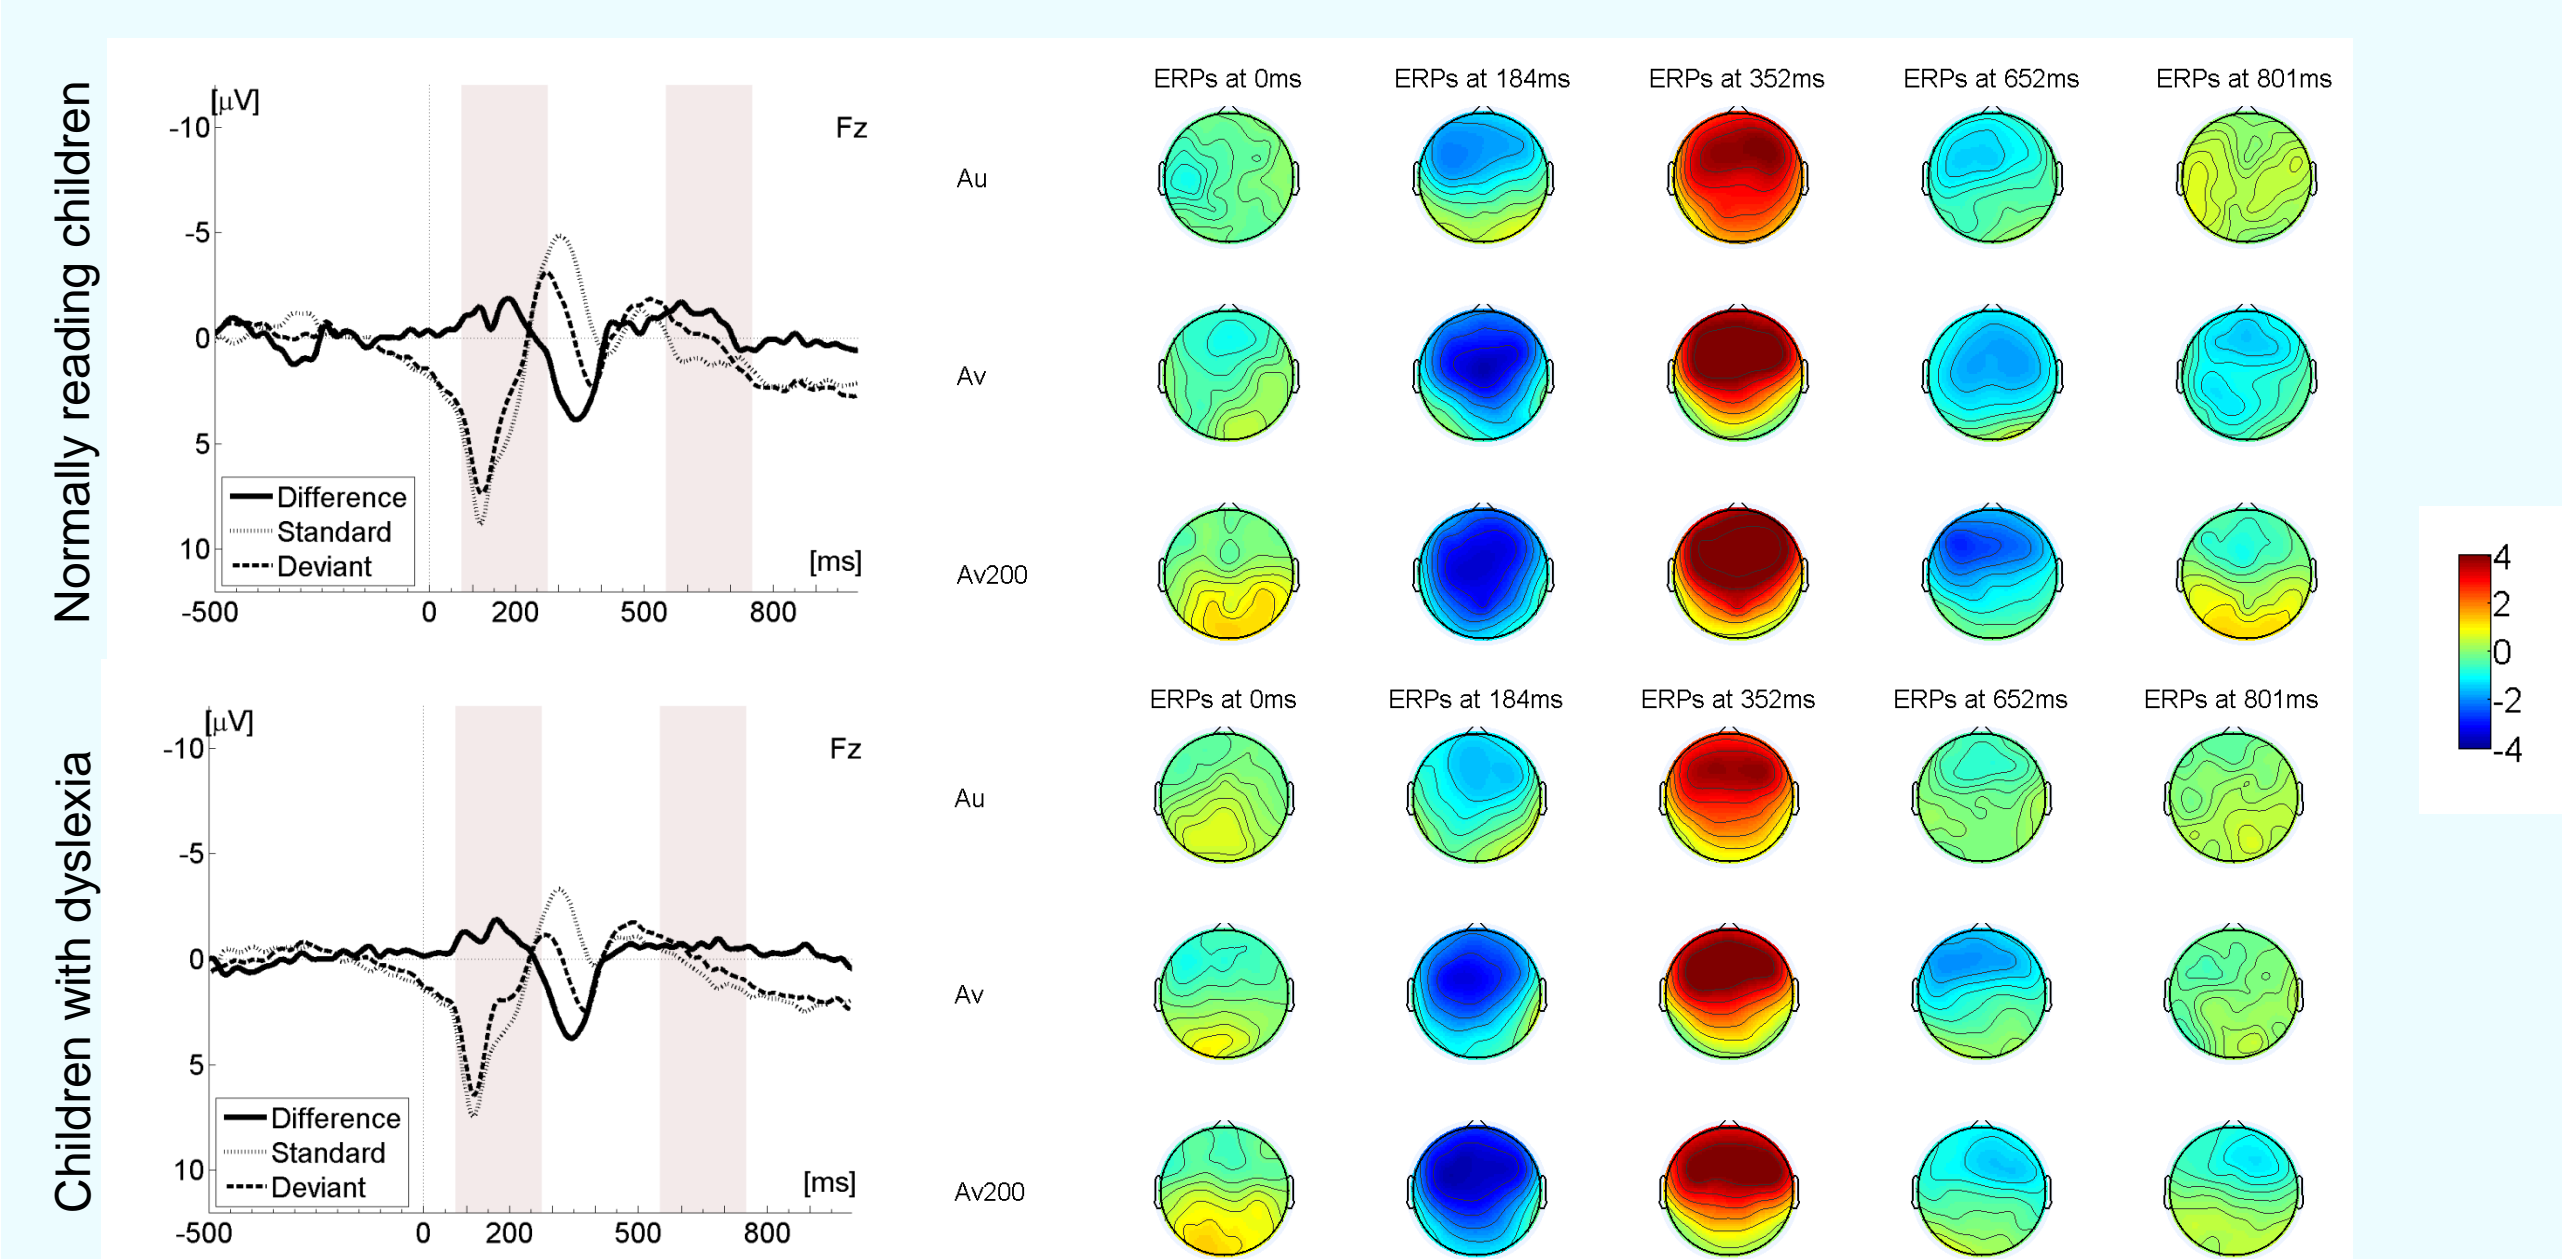 Normally reading children
[μV]
-10
-5
0
5
10
Fz
[ms]
Difference
Standard
Deviant
-500 0 200 500 800
ERPs at 0ms ERPs at 184ms ERPs at 352ms ERPs at 652ms ERPs at 801ms
Au
Av
Av200
4
2
0
-2
-4
Children with dyslexia
[μV]
-10
-5
0
5
10
Fz
[ms]
Difference
Standard
Deviant
-500 0 200 500 800
ERPs at 0ms ERPs at 184ms ERPs at 352ms ERPs at 652ms ERPs at 801ms
Au
Av
Av200